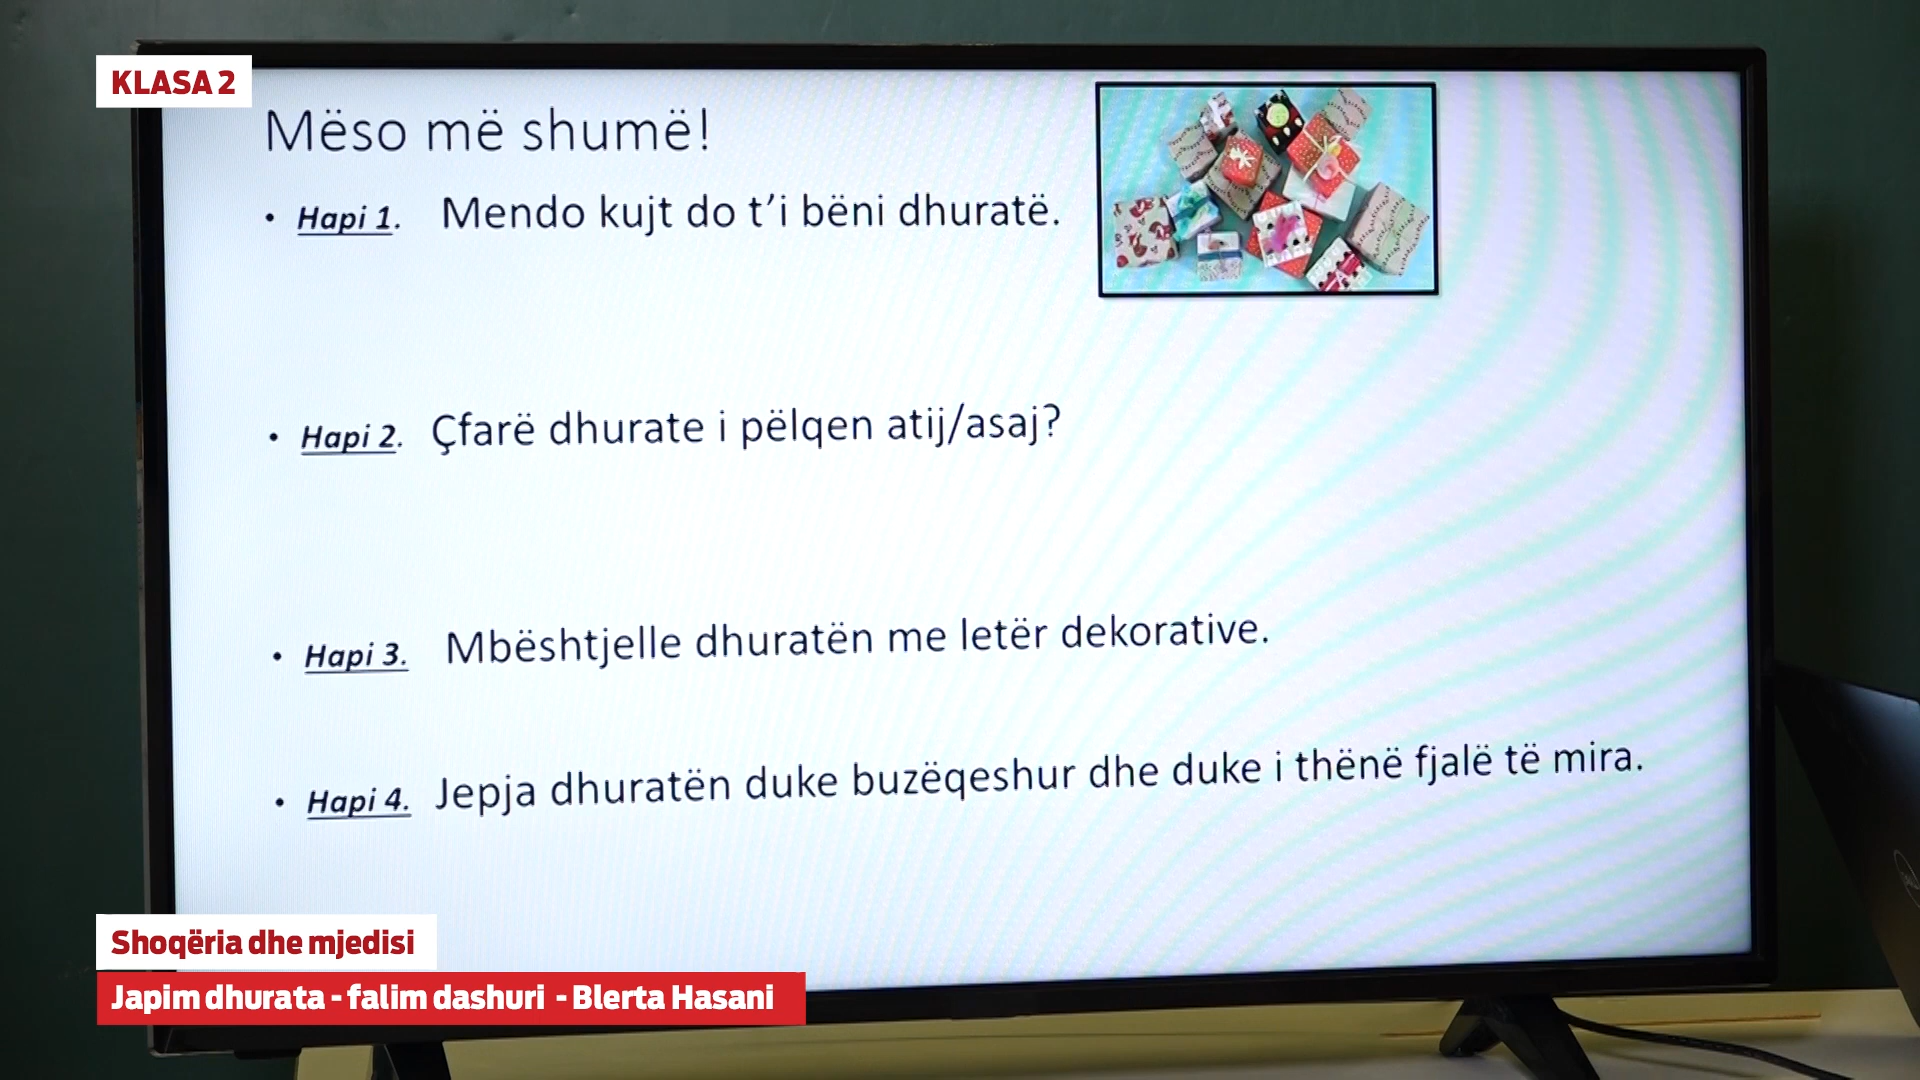 KLASA 2
Mëso më shumë!
• Hapi 1. Mendo kujt do t’i bëni dhuratë.
• Hapi 2. Çfarë dhurate i pëlqen atij/asaj?
• Hapi 3. Mbështjelle dhuratën me letër dekorative.
• Hapi 4. Jepja dhuratën duke buzëqeshur dhe duke i thënë fjalë të mira.
Shoqëria dhe mjedisi
Japim dhurata - falim dashuri - Blerta Hasani